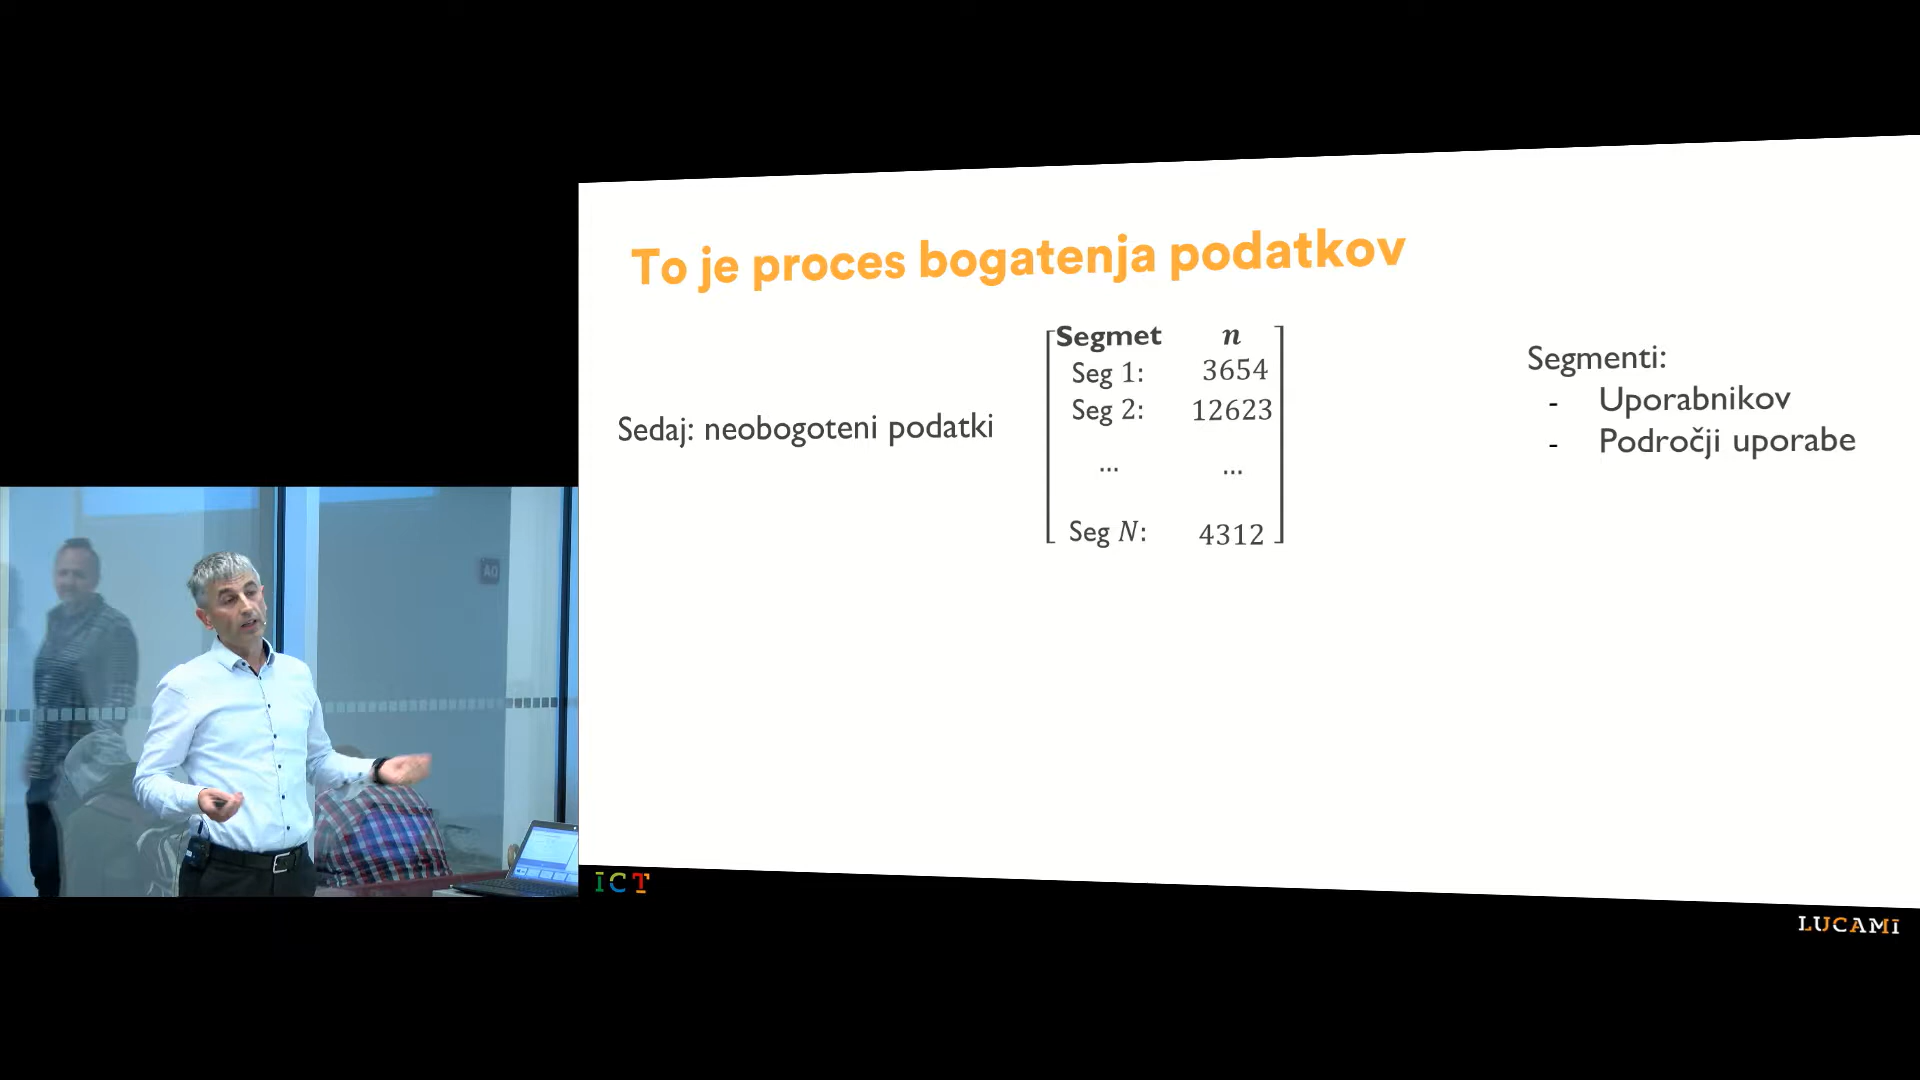 To je proces bogatenja podatkov
Sedaj: neobogoteni podatki
Segmet n
Seg 1: 3654
Seg 2: 12623
... ...
Seg N: 4312
Segmenti:
- Uporabnikov
- Področji uporabe
AO
ICT
LUCAMI